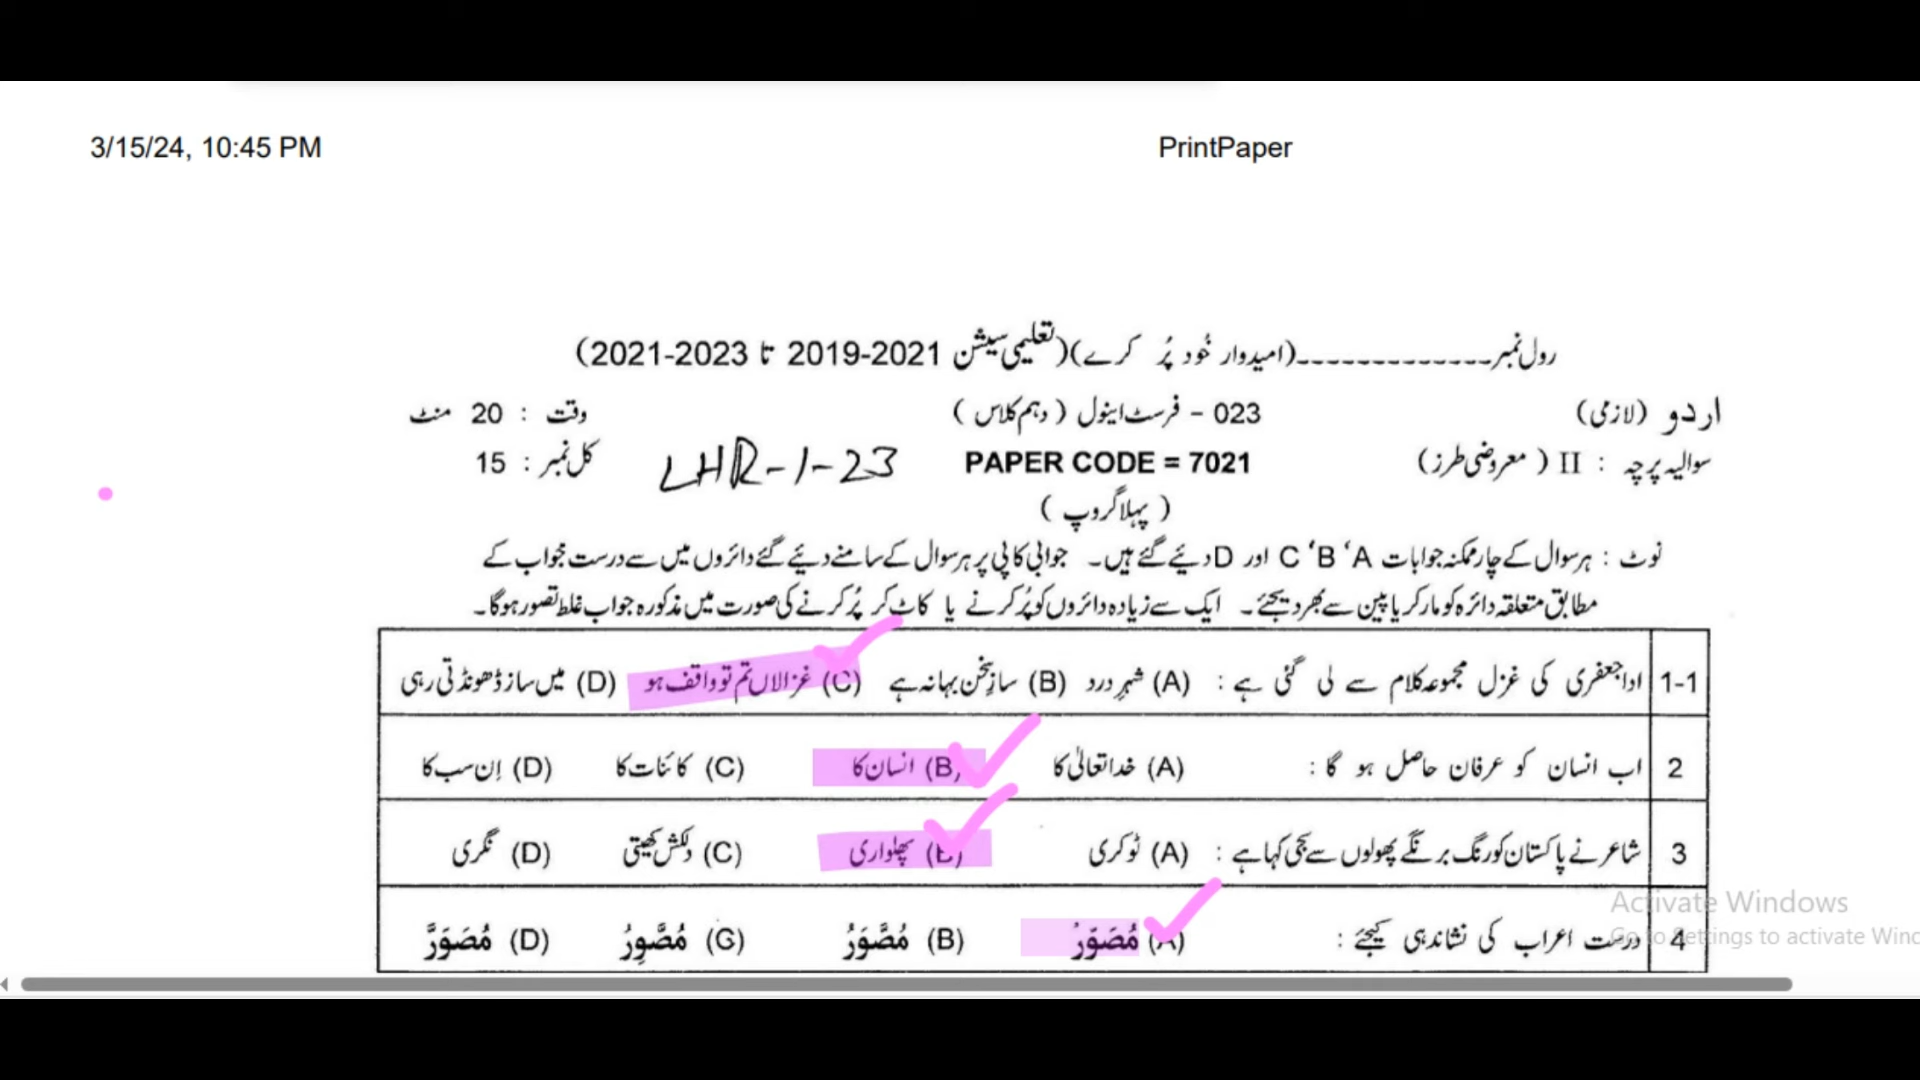 3/15/24, 10:45 PM PrintPaper
رول نمبر ------------- (امیدوار خُود پُر کرے) (تعلیمی سیشن 2021-2019 تا 2023-2021)
اردو (لازمی) 023 - فرسٹ اینول (دہم کلاس) وقت : 20 منٹ
سوالیہ پرچہ : II (معروضی طرز) PAPER CODE = 7021 LHR-1-23 کل نمبر : 15
(پہلا گروپ)
نوٹ : ہر سوال کے چار ممکنہ جوابات A‘ B‘ C اور D دیئے گئے ہیں۔ جوابی کاپی پر ہر سوال کے سامنے دیئے گئے دائروں میں سے درست جواب کے
مطابق متعلقہ دائرہ کو مارکر یا پین سے بھر دیجئے۔ ایک سے زیادہ دائروں کو پُر کرنے یا کاٹ کر پُر کرنے کی صورت میں مذکورہ جواب غلط تصور ہوگا۔
1-1 ادا جعفری کی غزل مجموعہ کلام سے لی گئی ہے : (A) شہرِ درد (B) سازِ سخن بہانہ ہے (C) غزالاں تم تو واقف ہو (D) میں ساز ڈھونڈتی رہی
2 اب انسان کو عرفان حاصل ہو گا : (A) خدا تعالیٰ کا (B) انسان کا (C) کائنات کا (D) اِن سب کا
3 شاعر نے پاکستان کو رنگ برنگے پھولوں سے سجی کہا ہے : (A) ٹوکری (B) پھلواری (C) دلکش کھیتی (D) نگری
4 درست اعراب کی نشاندہی کیجئے : (A) مُصَوّرُ (B) مُصَّوَرُ (C) مُصَّوِرُ (D) مُصَوَرَّ
Activate Windows
Go to Settings to activate Wind